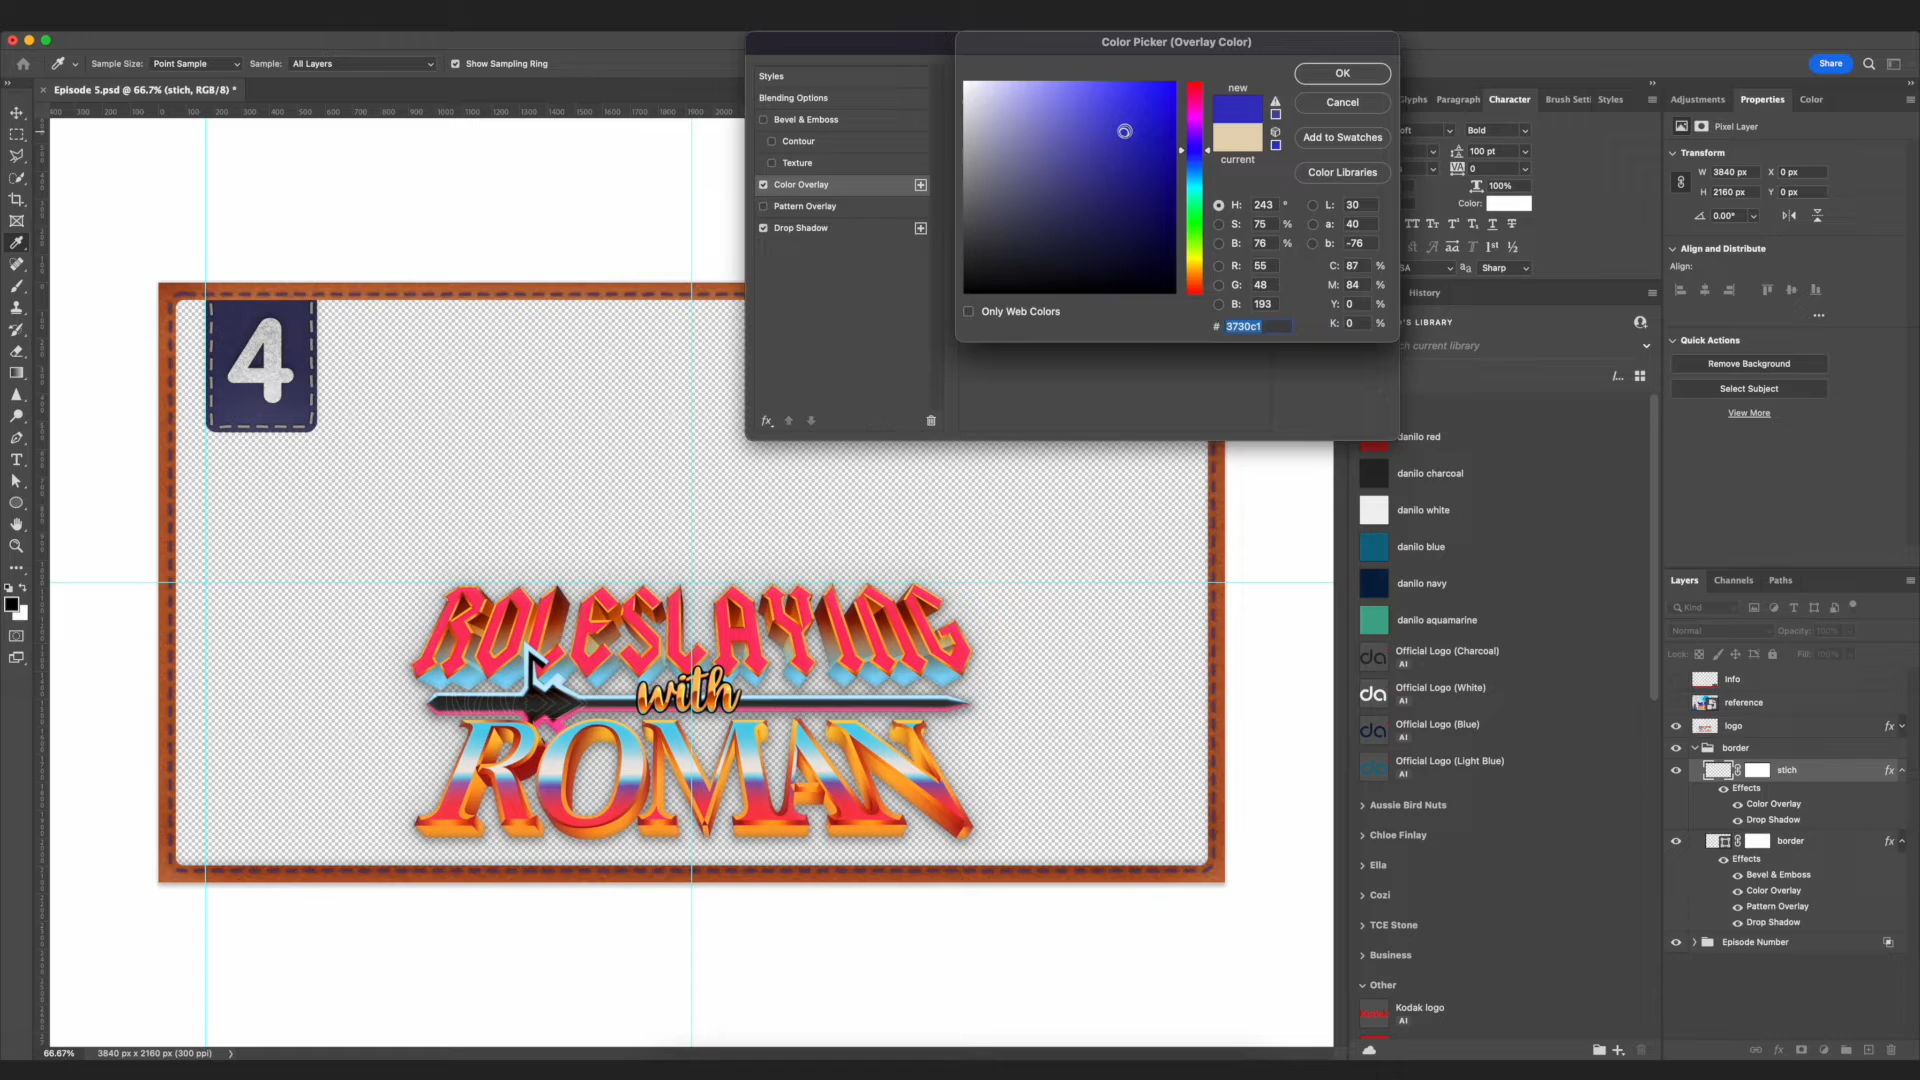 Color Picker (Overlay Color)
Sample Size: Point Sample Sample: All Layers Show Sampling Ring
Share
Episode 5.psd @ 66.7% (stich, RGB/8) *
Styles
Blending Options
Bevel & Emboss
Contour
Texture
Color Overlay
Pattern Overlay
Drop Shadow
fx
new
current
OK
Cancel
Add to Swatches
Color Libraries
H: 243 °
S: 75 %
B: 76 %
R: 55
G: 48
B: 193
# 3730c1
L: 30
a: 40
b: -76
C: 87 %
M: 84 %
Y: 0 %
K: 0 %
Only Web Colors
Glyphs Paragraph Character Brush Setti Styles
Bold
100 pt
0
100%
Color:
Sharp
History
'S LIBRARY
ch current library
danilo red
danilo charcoal
danilo white
danilo blue
danilo navy
danilo aquamarine
Official Logo (Charcoal)
AI
da
Official Logo (White)
AI
da
Official Logo (Blue)
AI
da
Official Logo (Light Blue)
AI
da
Aussie Bird Nuts
Chloe Finlay
Ella
Cozi
TCE Stone
Business
Other
Kodak logo
AI
Adjustments Properties Color
Pixel Layer
Transform
W 3840 px X 0 px
H 2160 px Y 0 px
0.00°
Align and Distribute
Align:
Quick Actions
Remove Background
Select Subject
View More
Layers Channels Paths
Kind
Normal Opacity: 100%
Lock: Fill: 100%
Info
reference
logo fx
border
stich fx
Effects
Color Overlay
Drop Shadow
border fx
Effects
Bevel & Emboss
Color Overlay
Pattern Overlay
Drop Shadow
Episode Number
4
ROLESLAYING
with
ROMAN
66.67% 3840 px x 2160 px (300 ppi)